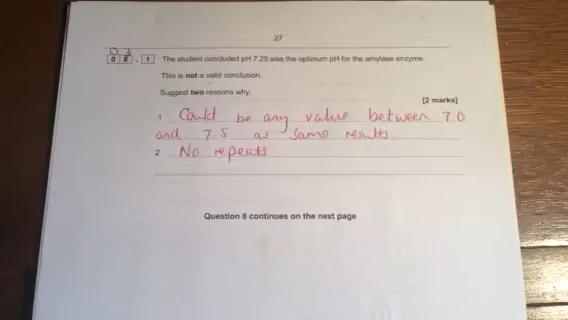 27
03
08.1 The student concluded pH 7.25 was the optimum pH for the amylase enzyme.
This is not a valid conclusion.
Suggest two reasons why.
[2 marks]
1 Could be any value between 7.0
and 7.5 as same results.
2 No repeats
Question 8 continues on the next page